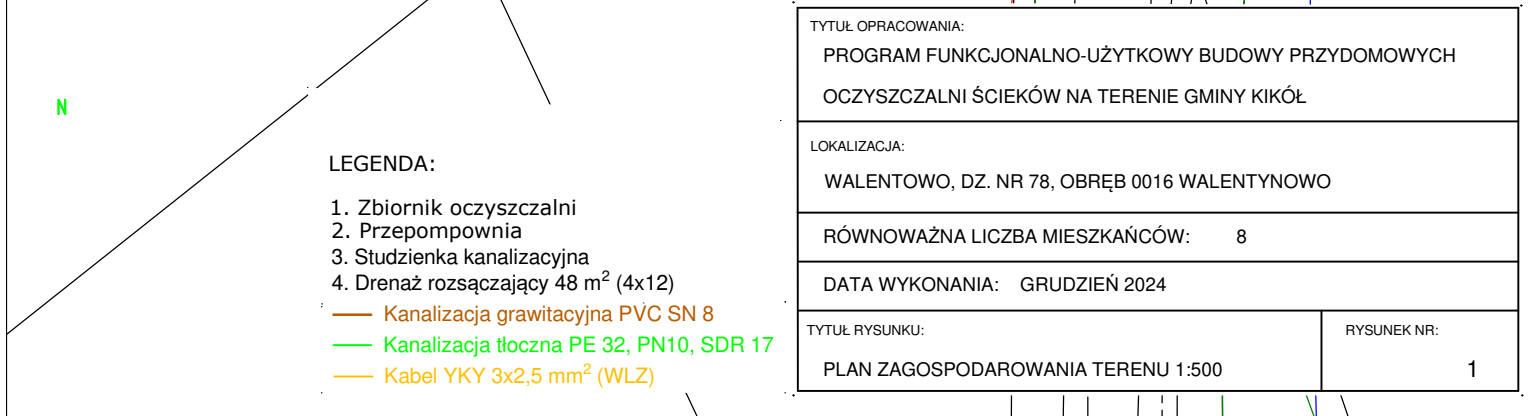 N
LEGENDA:
1. Zbiornik oczyszczalni
2. Przepompownia
3. Studzienka kanalizacyjna
4. Drenaż rozsączający 48 m² (4x12)
Kanalizacja grawitacyjna PVC SN 8
Kanalizacja tłoczna PE 32, PN10, SDR 17
Kabel YKY 3x2,5 mm² (WLZ)
TYTUŁ OPRACOWANIA:
PROGRAM FUNKCJONALNO-UŻYTKOWY BUDOWY PRZYDOMOWYCH
OCZYSZCZALNI ŚCIEKÓW NA TERENIE GMINY KIKÓŁ
LOKALIZACJA:
WALENTOWO, DZ. NR 78, OBRĘB 0016 WALENTYNOWO
RÓWNOWAŻNA LICZBA MIESZKAŃCÓW: 8
DATA WYKONANIA: GRUDZIEŃ 2024
TYTUŁ RYSUNKU:
PLAN ZAGOSPODAROWANIA TERENU 1:500
RYSUNEK NR:
1